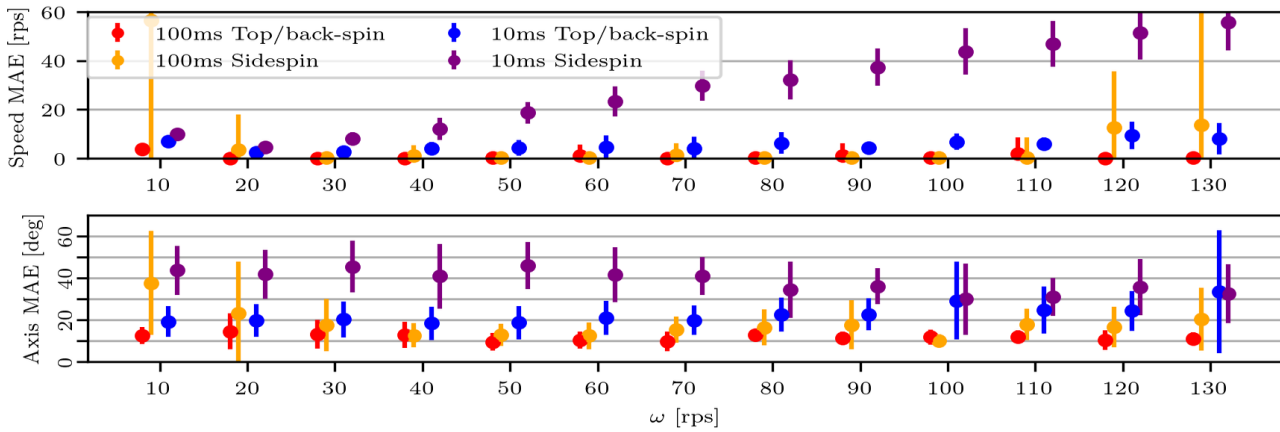 60
40
20
0
Speed MAE [rps]
100ms Top/back-spin
100ms Sidespin
10ms Top/back-spin
10ms Sidespin
10 20 30 40 50 60 70 80 90 100 110 120 130
60
40
20
0
Axis MAE [deg]
10 20 30 40 50 60 70 80 90 100 110 120 130
ω [rps]